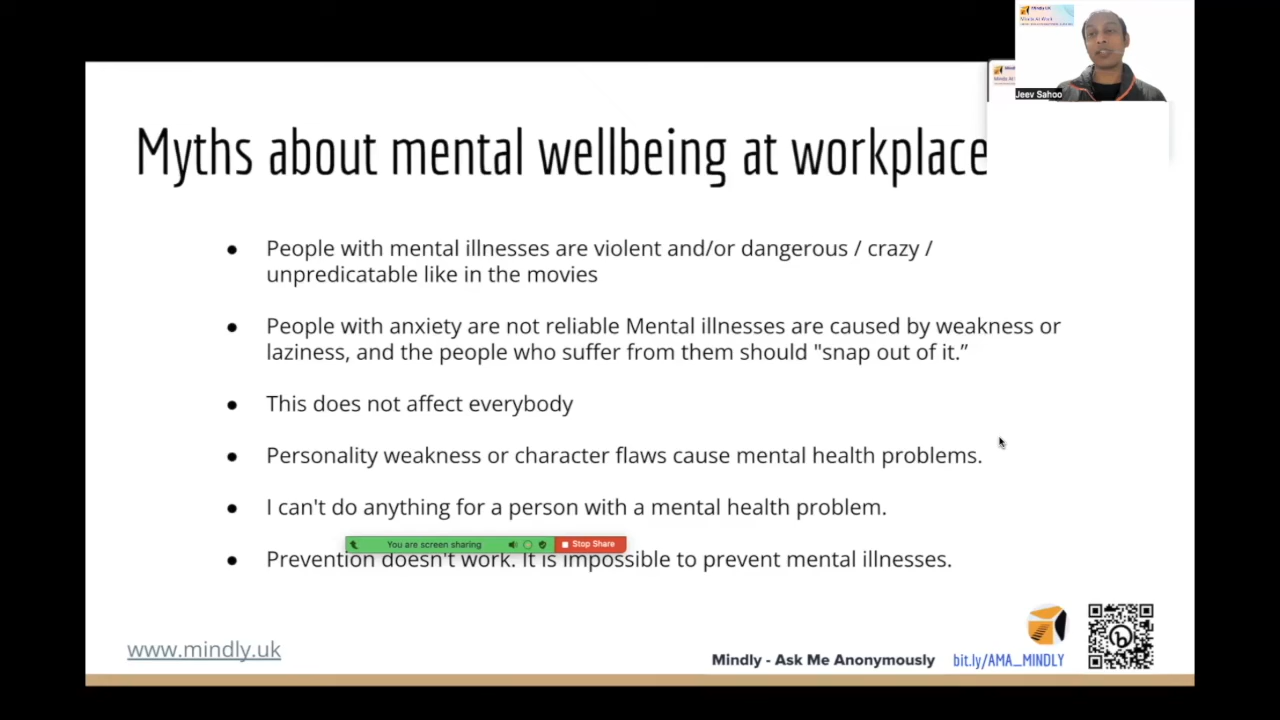 Mindly UK
Minds At Work
Jeev Sahoo
Myths about mental wellbeing at workplace
● People with mental illnesses are violent and/or dangerous / crazy /
unpredicatable like in the movies
● People with anxiety are not reliable Mental illnesses are caused by weakness or
laziness, and the people who suffer from them should "snap out of it.”
● This does not affect everybody
● Personality weakness or character flaws cause mental health problems.
● I can't do anything for a person with a mental health problem.
You are screen sharing Stop Share
● Prevention doesn't work. It is impossible to prevent mental illnesses.
www.mindly.uk
Mindly - Ask Me Anonymously bit.ly/AMA_MINDLY